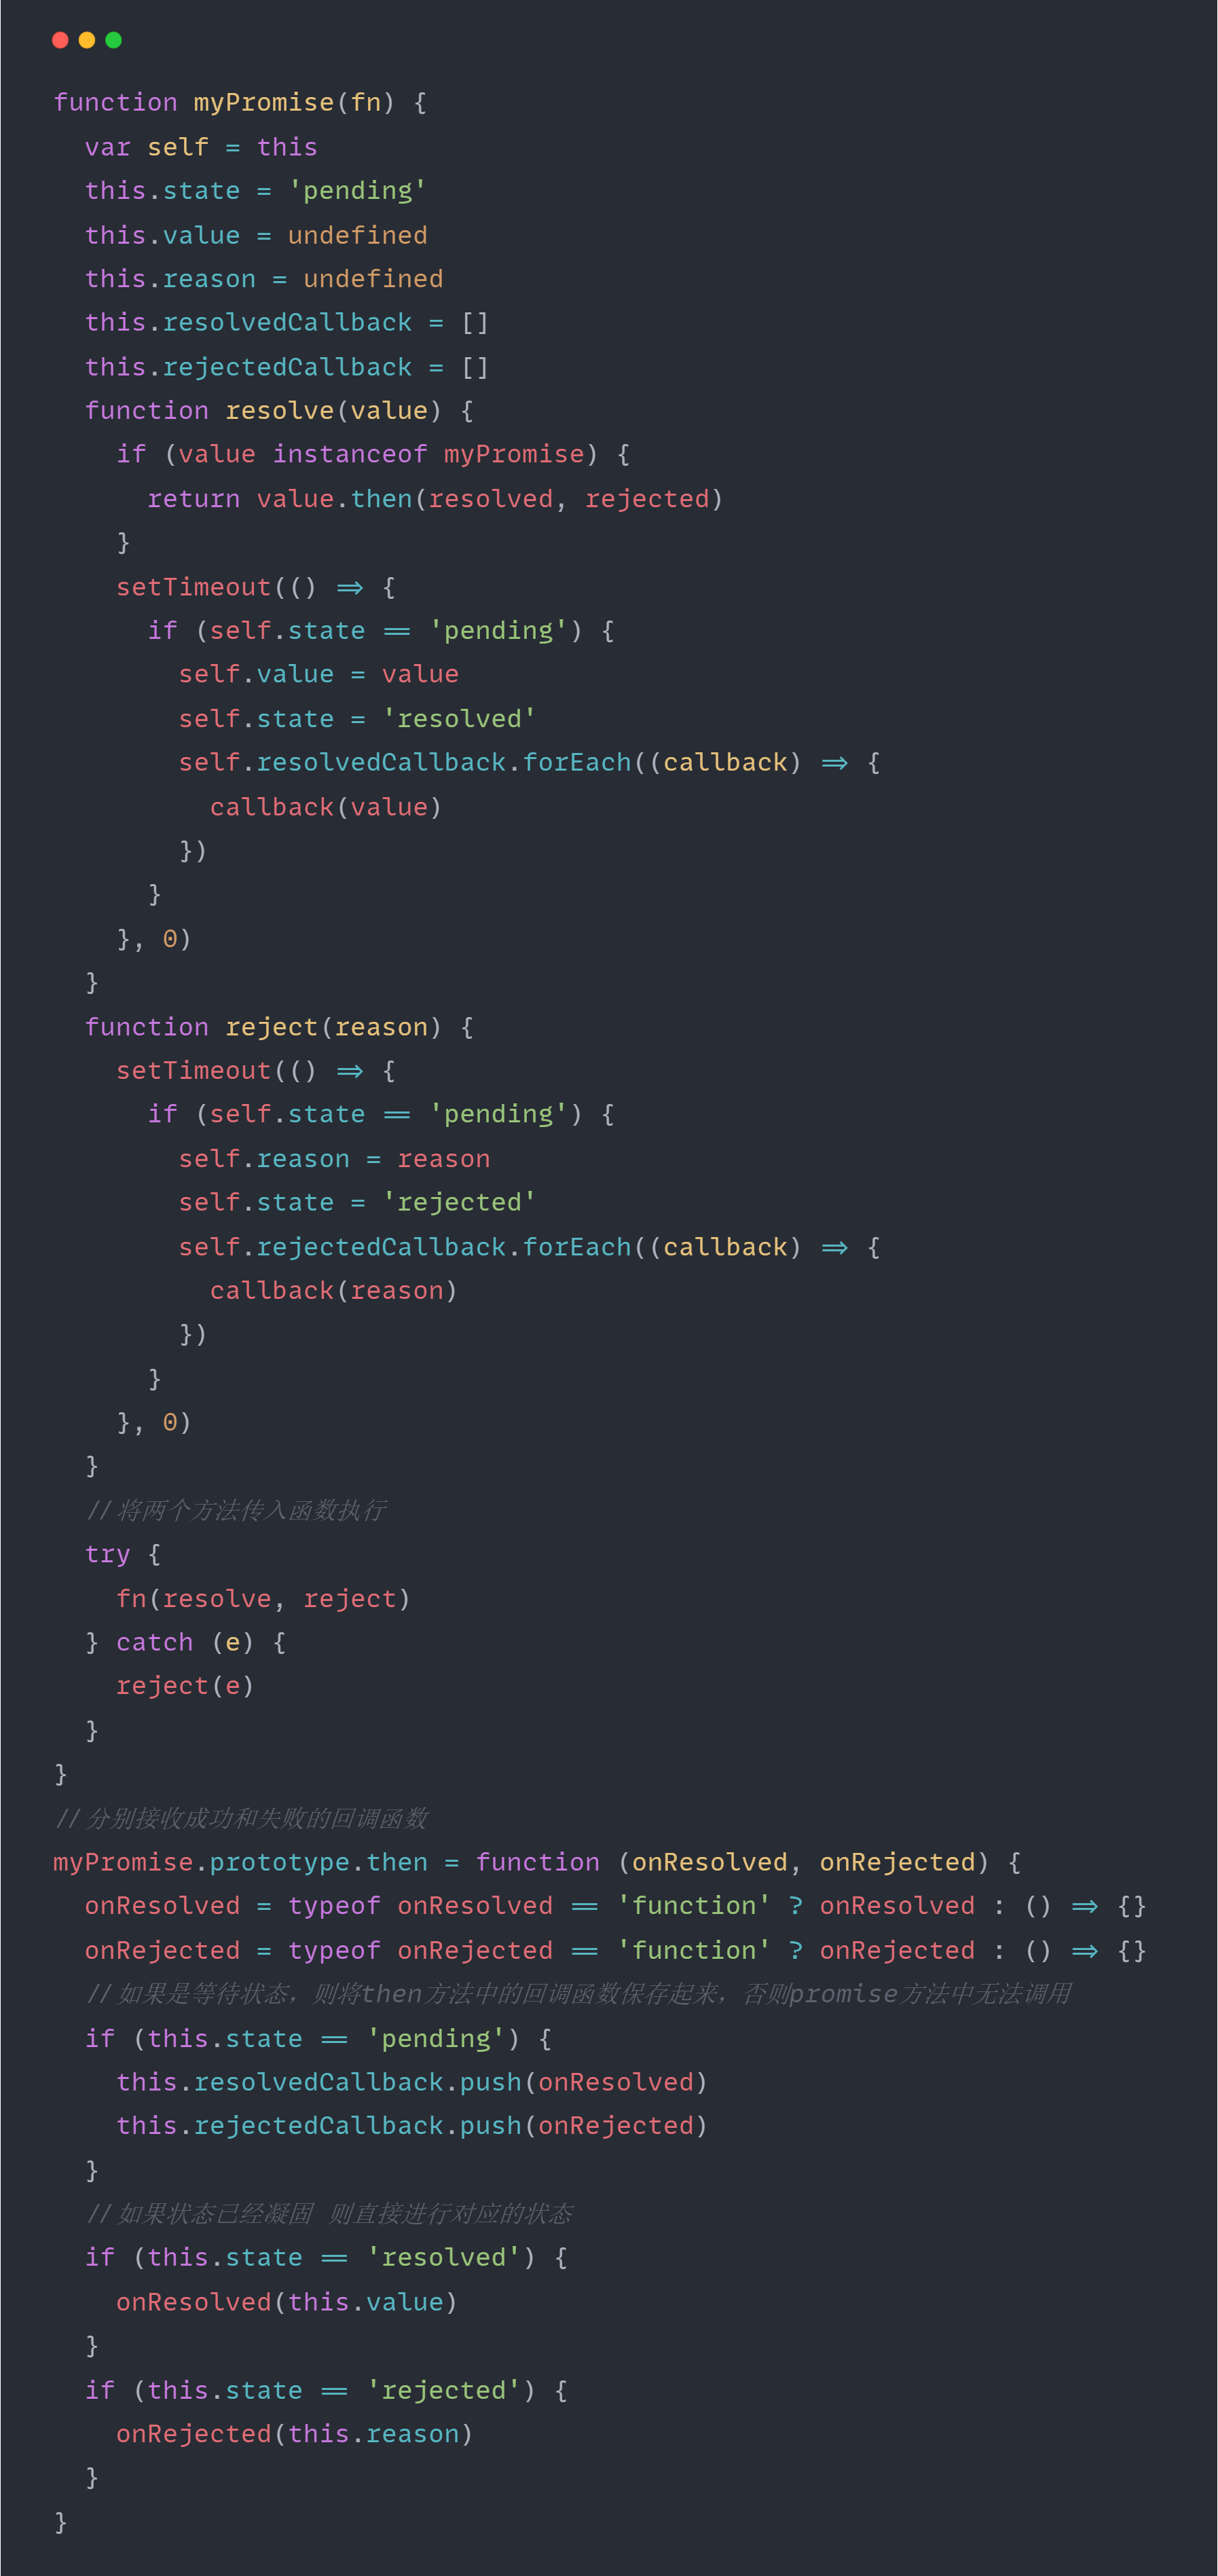 function myPromise(fn) {
  var self = this
  this.state = 'pending'
  this.value = undefined
  this.reason = undefined
  this.resolvedCallback = []
  this.rejectedCallback = []
  function resolve(value) {
    if (value instanceof myPromise) {
      return value.then(resolved, rejected)
    }
    setTimeout(() => {
      if (self.state == 'pending') {
        self.value = value
        self.state = 'resolved'
        self.resolvedCallback.forEach((callback) => {
          callback(value)
        })
      }
    }, 0)
  }
  function reject(reason) {
    setTimeout(() => {
      if (self.state == 'pending') {
        self.reason = reason
        self.state = 'rejected'
        self.rejectedCallback.forEach((callback) => {
          callback(reason)
        })
      }
    }, 0)
  }
  //将两个方法传入函数执行
  try {
    fn(resolve, reject)
  } catch (e) {
    reject(e)
  }
}
//分别接收成功和失败的回调函数
myPromise.prototype.then = function (onResolved, onRejected) {
  onResolved = typeof onResolved == 'function' ? onResolved : () => {}
  onRejected = typeof onRejected == 'function' ? onRejected : () => {}
  //如果是等待状态，则将then方法中的回调函数保存起来，否则promise方法中无法调用
  if (this.state == 'pending') {
    this.resolvedCallback.push(onResolved)
    this.rejectedCallback.push(onRejected)
  }
  //如果状态已经凝固 则直接进行对应的状态
  if (this.state == 'resolved') {
    onResolved(this.value)
  }
  if (this.state == 'rejected') {
    onRejected(this.reason)
  }
}